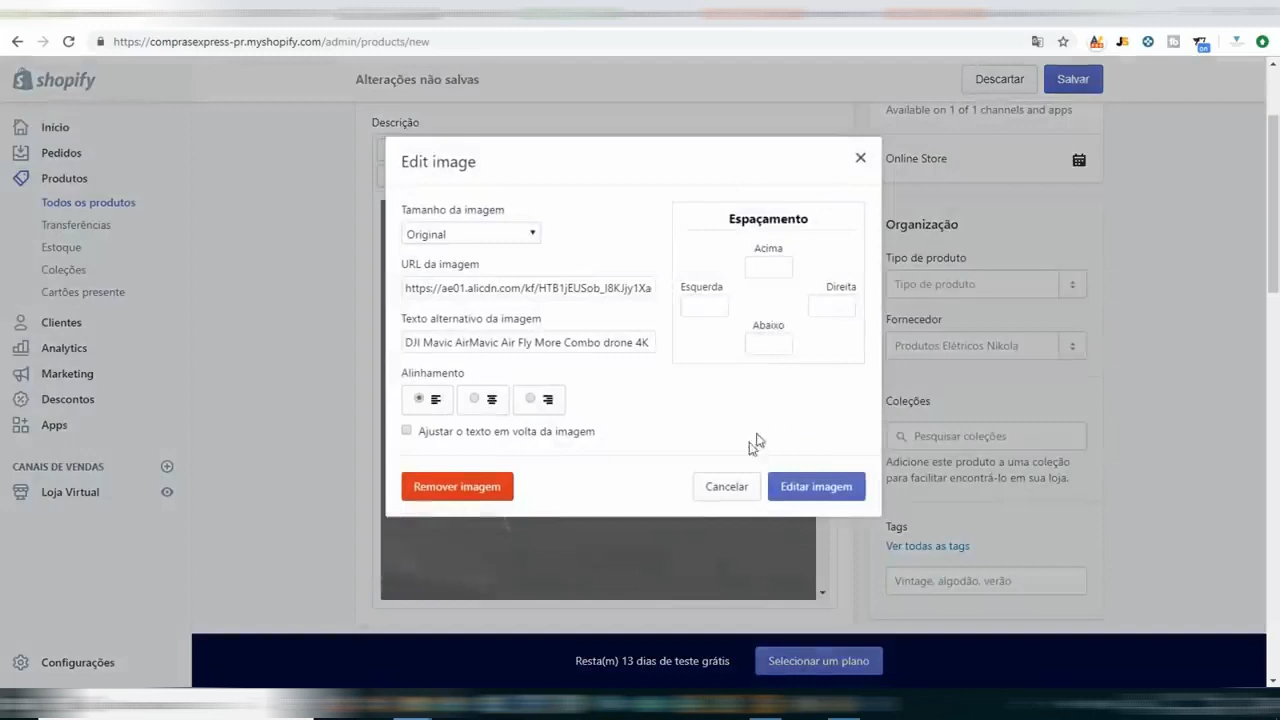 https://comprasexpress-pr.myshopify.com/admin/products/new
JS
on
shopify
Alterações não salvas
Descartar
Salvar
Início
Pedidos
Produtos
Todos os produtos
Transferências
Estoque
Coleções
Cartões presente
Clientes
Analytics
Marketing
Descontos
Apps
CANAIS DE VENDAS
Loja Virtual
Configurações
Descrição
Edit image
Tamanho da imagem
Original
URL da imagem
https://ae01.alicdn.com/kf/HTB1jEUSob_I8KJjy1Xa
Texto alternativo da imagem
DJI Mavic AirMavic Air Fly More Combo drone 4K
Alinhamento
Ajustar o texto em volta da imagem
Espaçamento
Acima
Esquerda
Direita
Abaixo
Remover imagem
Cancelar
Editar imagem
Available on 1 of 1 channels and apps
Online Store
Organização
Tipo de produto
Tipo de produto
Fornecedor
Produtos Elétricos Nikola
Coleções
Pesquisar coleções
Adicione este produto a uma coleção
para facilitar encontrá-lo em sua loja.
Tags
Ver todas as tags
Vintage, algodão, verão
Resta(m) 13 dias de teste grátis
Selecionar um plano